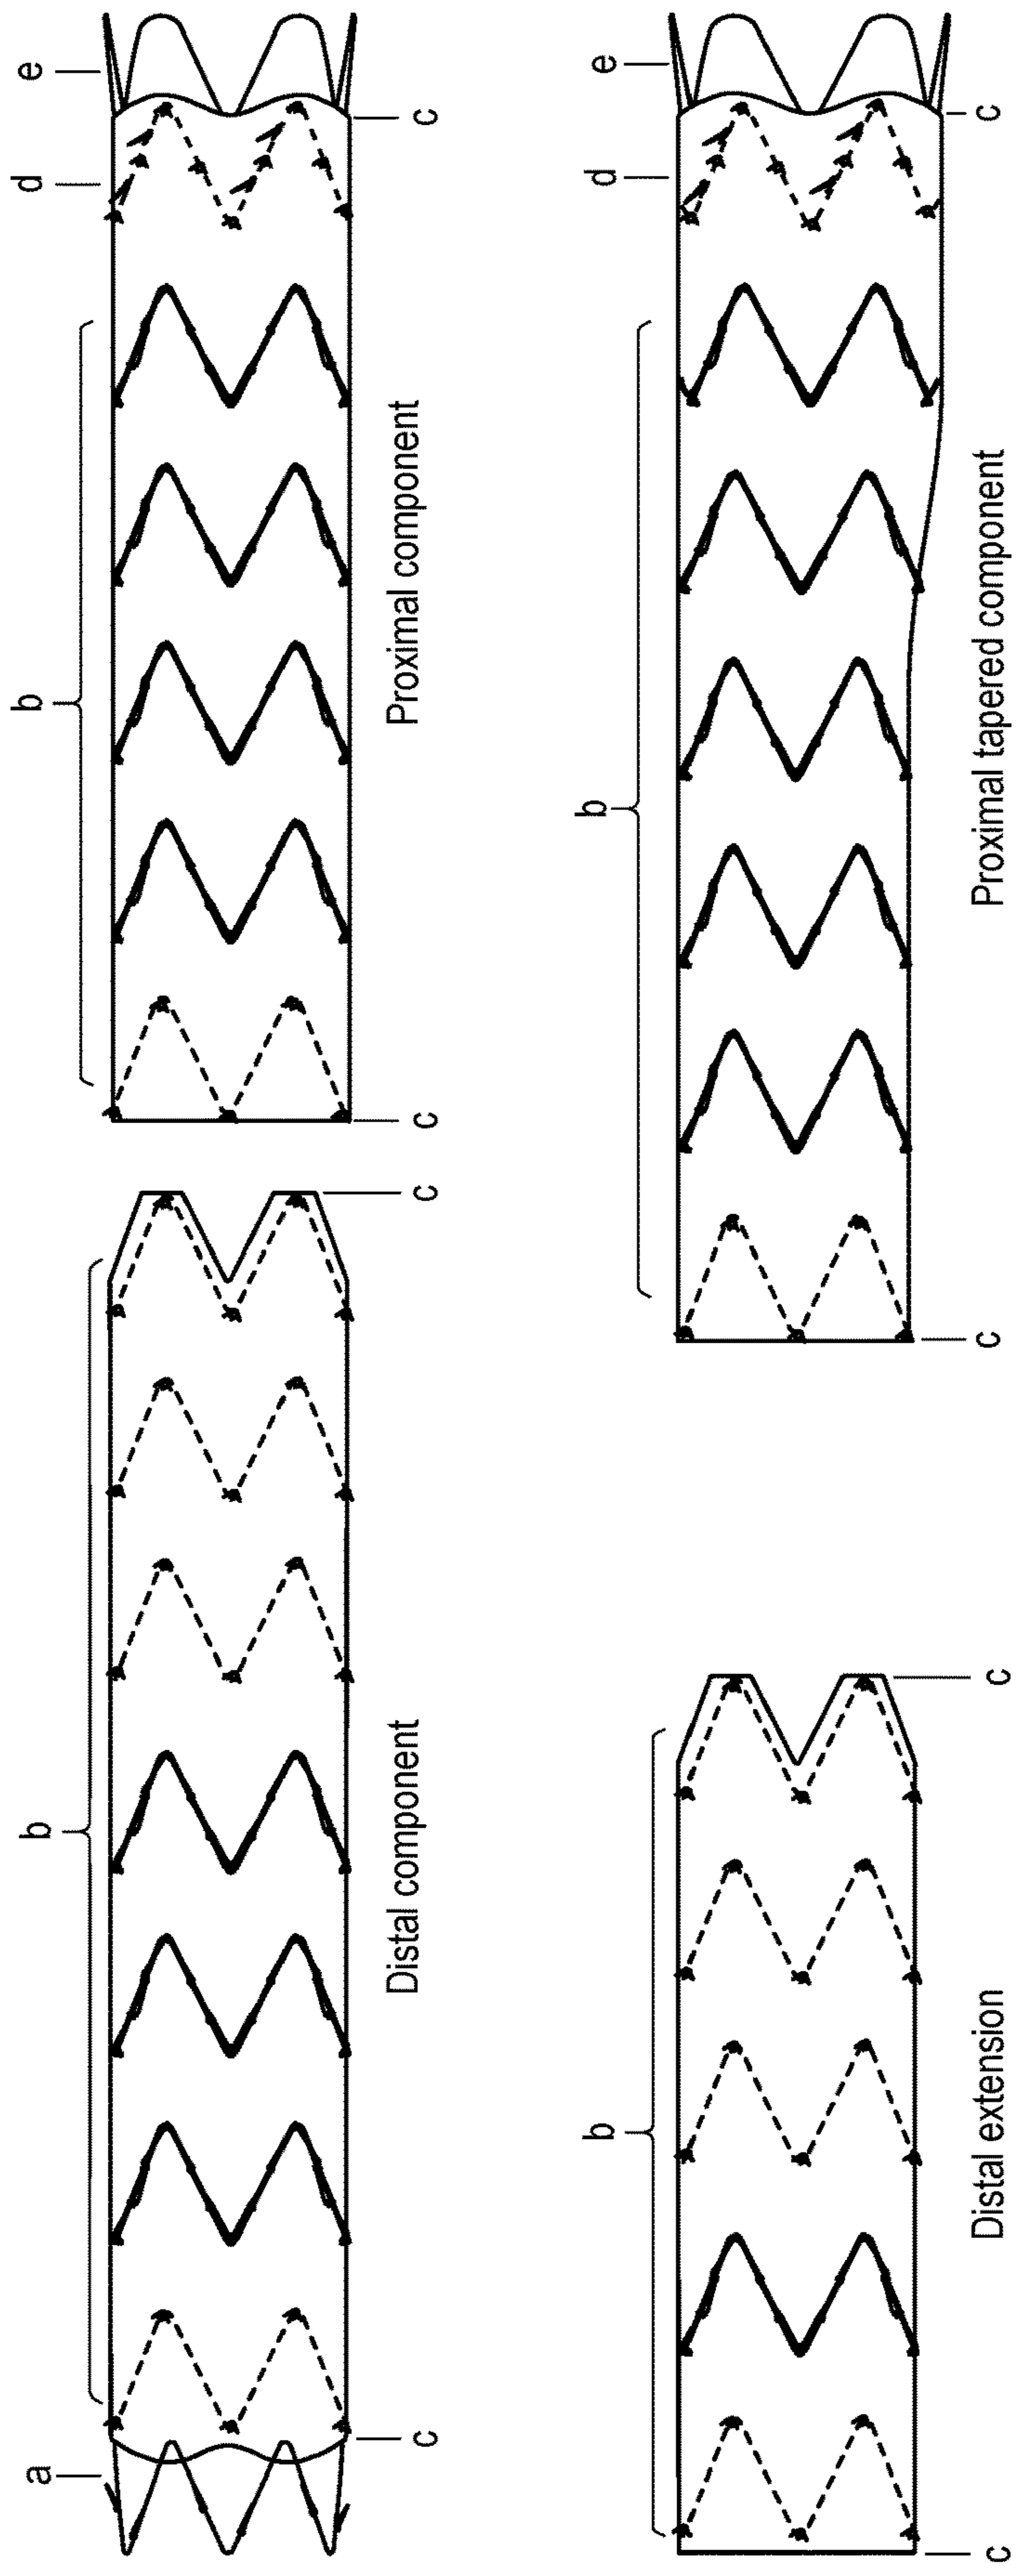 a
b
b
d
e
c
Distal component
c
c
Proximal component
c
b
b
d
e
c
Distal extension
c
c
Proximal tapered component
c